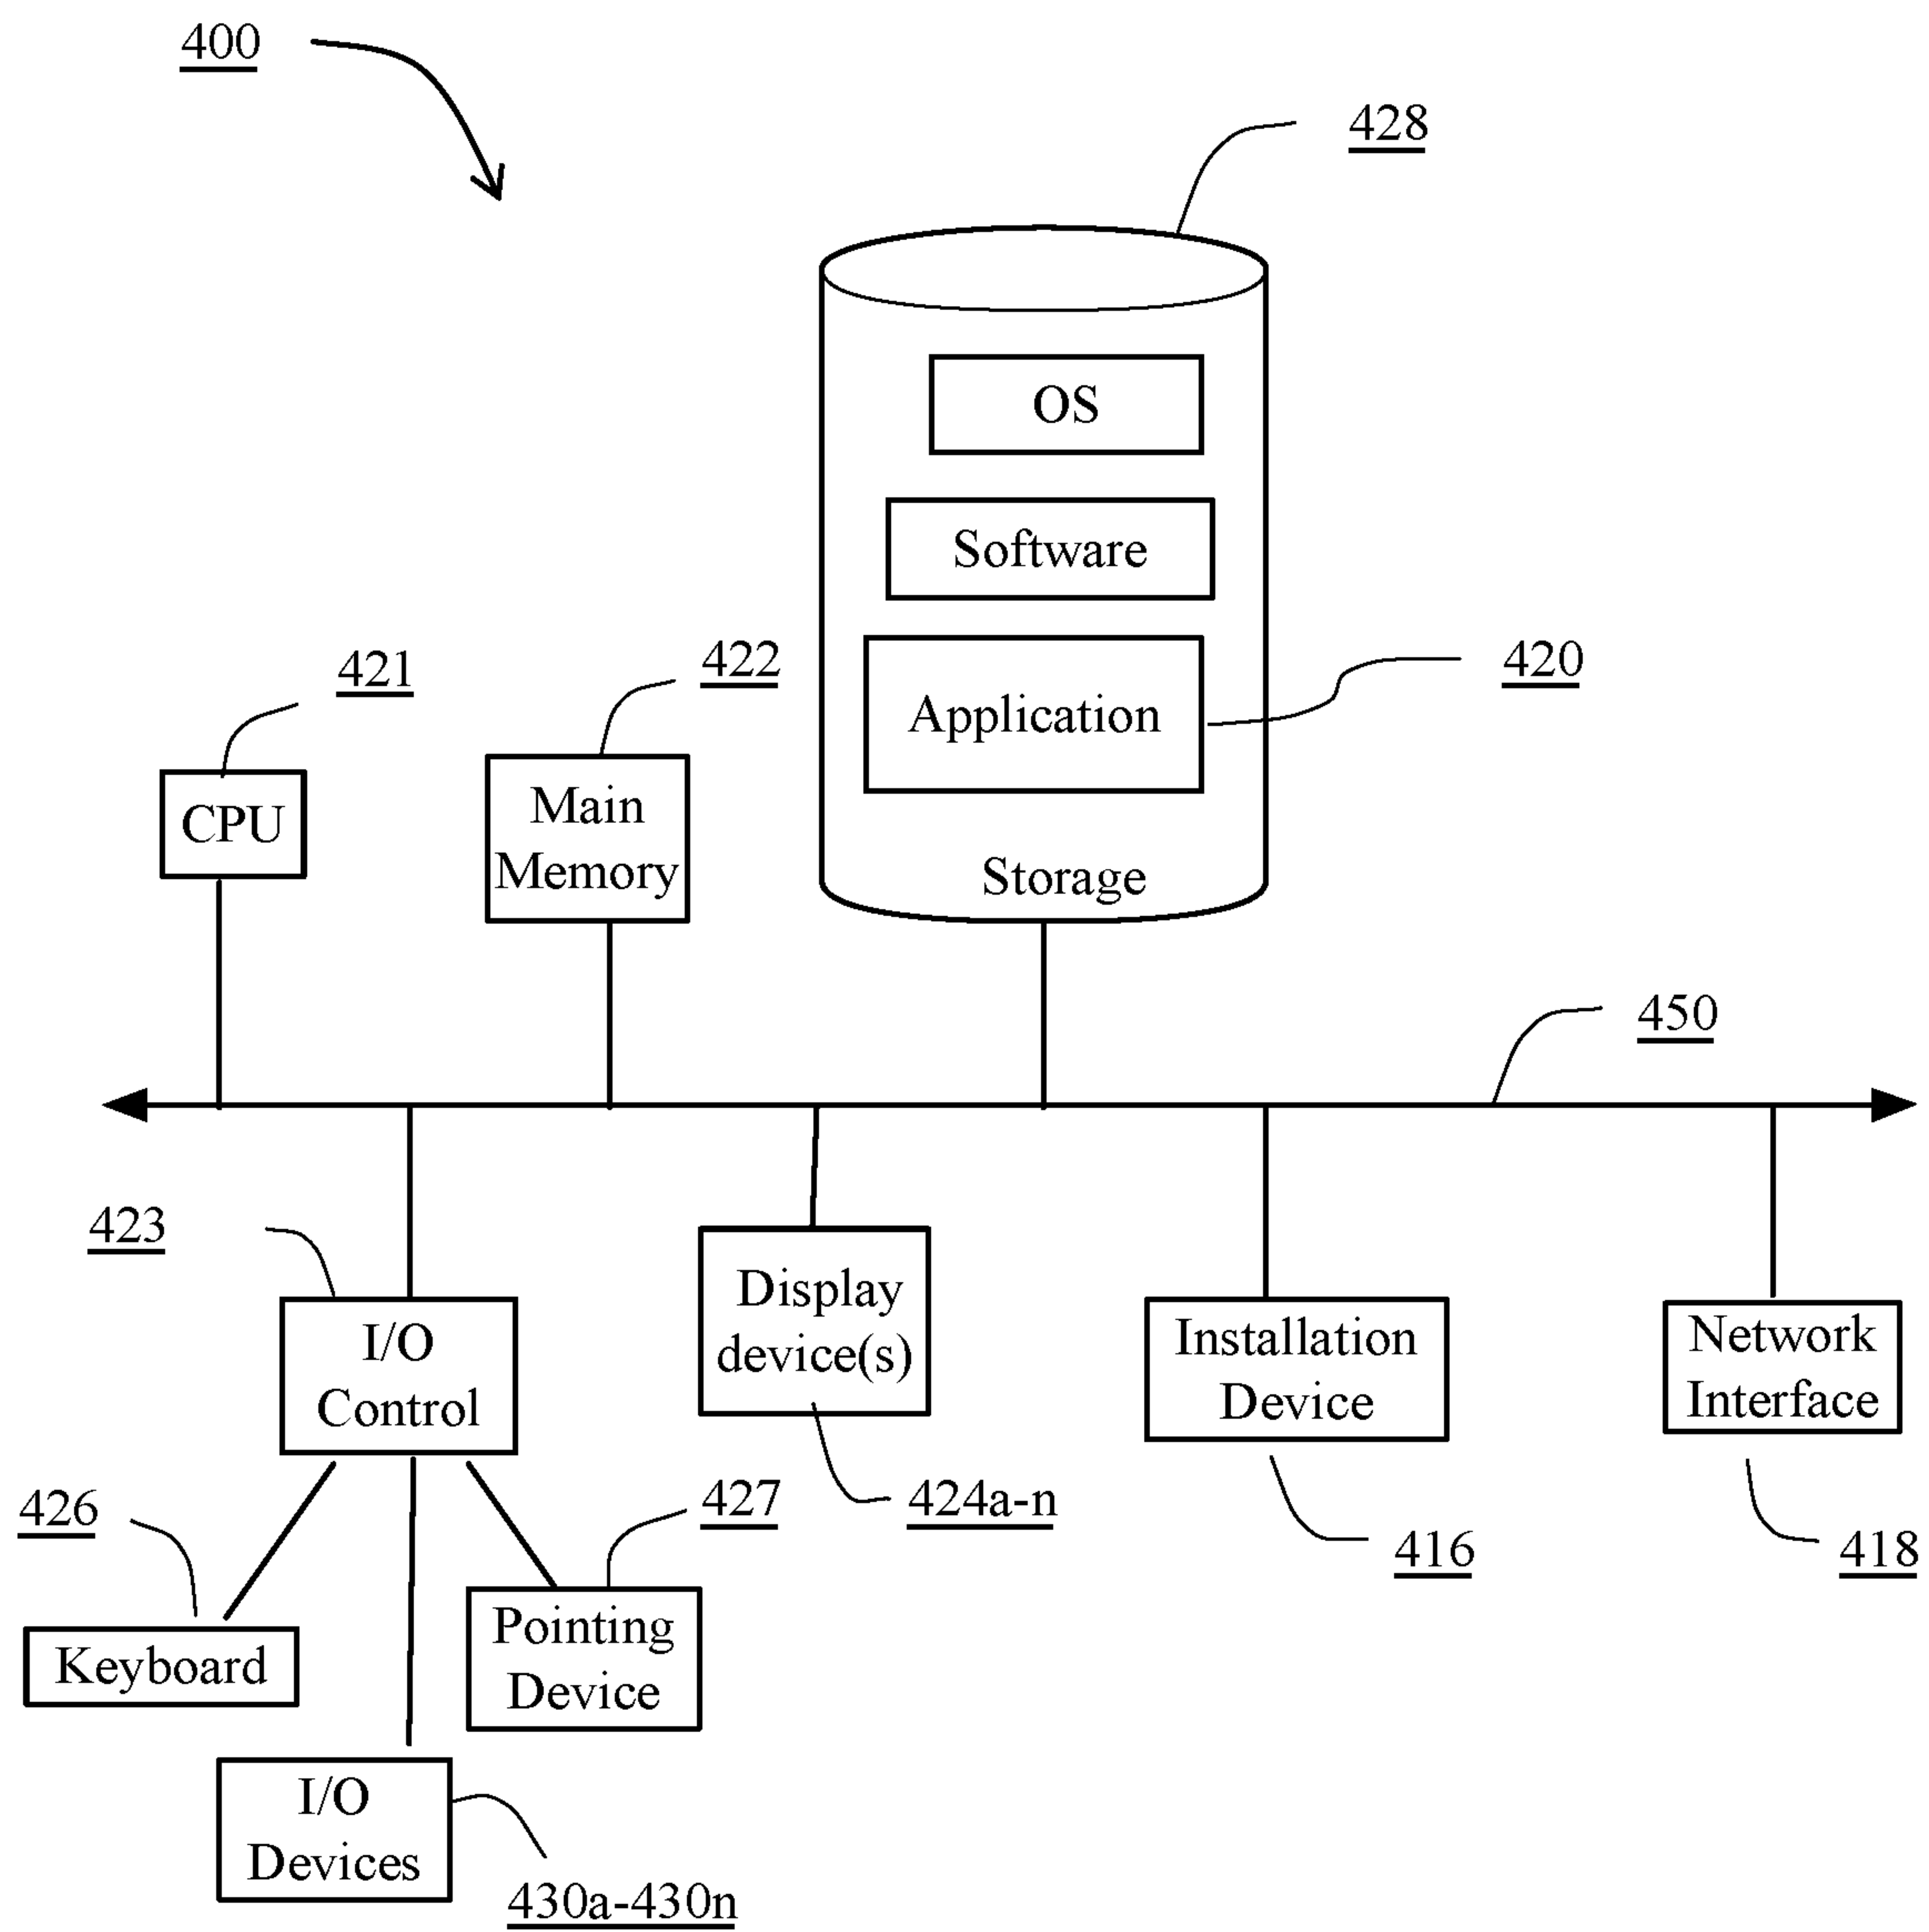 400
428
OS
Software
421
422
420
Application
CPU
Main
Memory
Storage
450
423
Display
device(s)
I/O
Control
Installation
Device
Network
Interface
426
427
424a-n
416
418
Keyboard
Pointing
Device
I/O
Devices
430a-430n